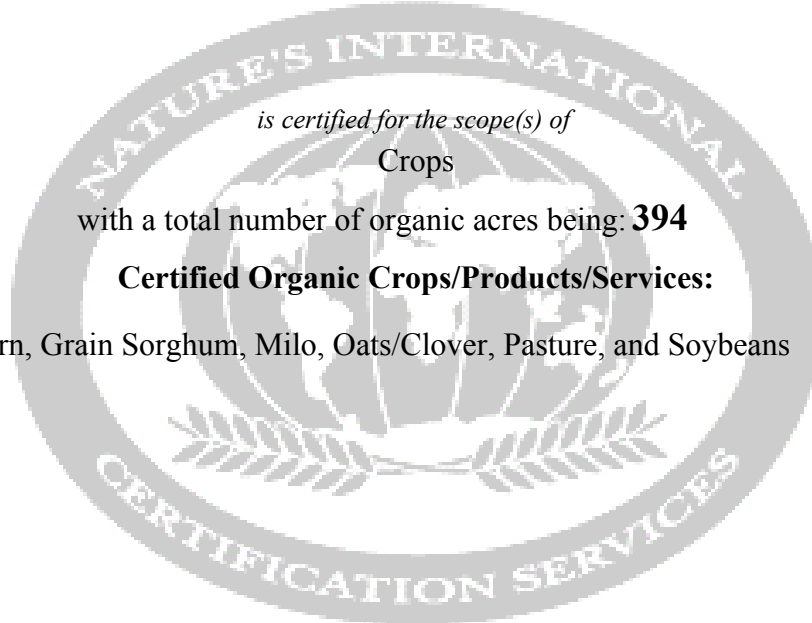 NATURE'S INTERNATIONAL
is certified for the scope(s) of
Crops
with a total number of organic acres being: 394
Certified Organic Crops/Products/Services:
rn, Grain Sorghum, Milo, Oats/Clover, Pasture, and Soybeans
CERTIFICATION SERVICES